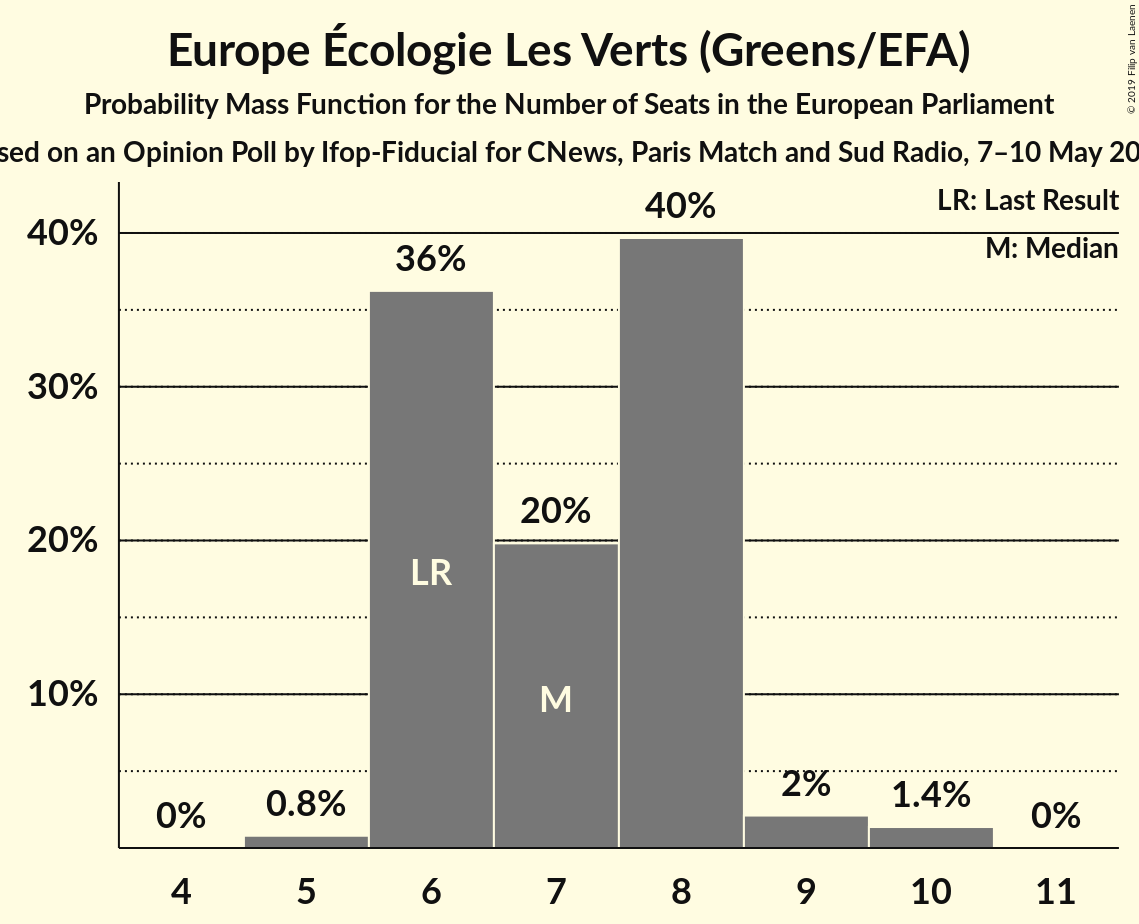 Europe Écologie Les Verts (Greens/EFA)
Probability Mass Function for the Number of Seats in the European Parliament
on an Opinion Poll by Ifop-Fiducial for CNews, Paris Match and Sud Radio, 7–10 May
© 2019 Filip van Laenen
LR: Last Result
M: Median
40%
30%
20%
10%
0%
0.8%
36%
20%
40%
2%
1.4%
0%
LR
M
4 5 6 7 8 9 10 11